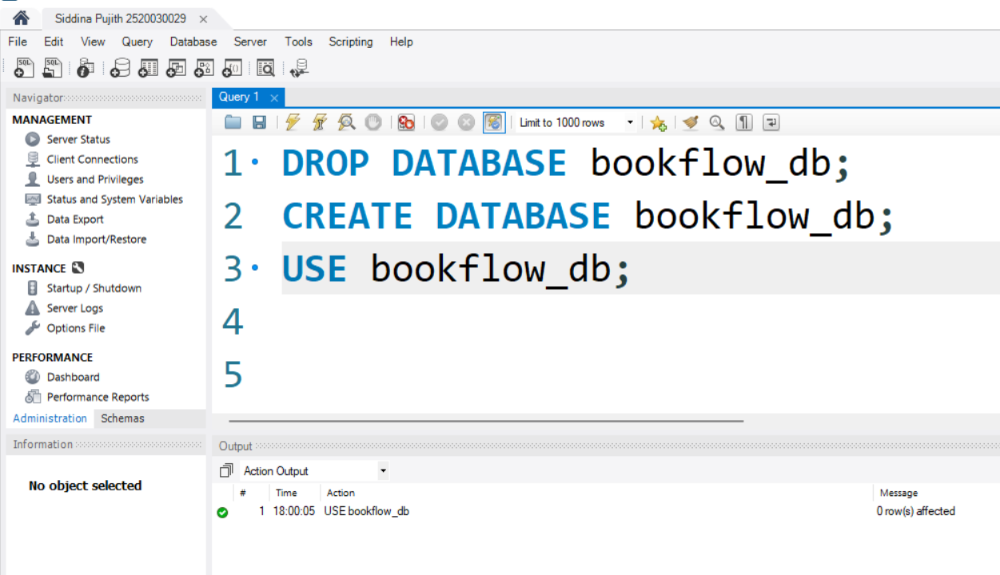 Siddina Pujith 2520030029 ×
File Edit View Query Database Server Tools Scripting Help
Navigator
MANAGEMENT
Server Status
Client Connections
Users and Privileges
Status and System Variables
Data Export
Data Import/Restore
INSTANCE
Startup / Shutdown
Server Logs
Options File
PERFORMANCE
Dashboard
Performance Reports
Administration Schemas
Information
No object selected
Query 1 ×
Limit to 1000 rows
1 DROP DATABASE bookflow_db;
2 CREATE DATABASE bookflow_db;
3 USE bookflow_db;
4
5
Output
Action Output
# Time Action Message
1 18:00:05 USE bookflow_db 0 row(s) affected